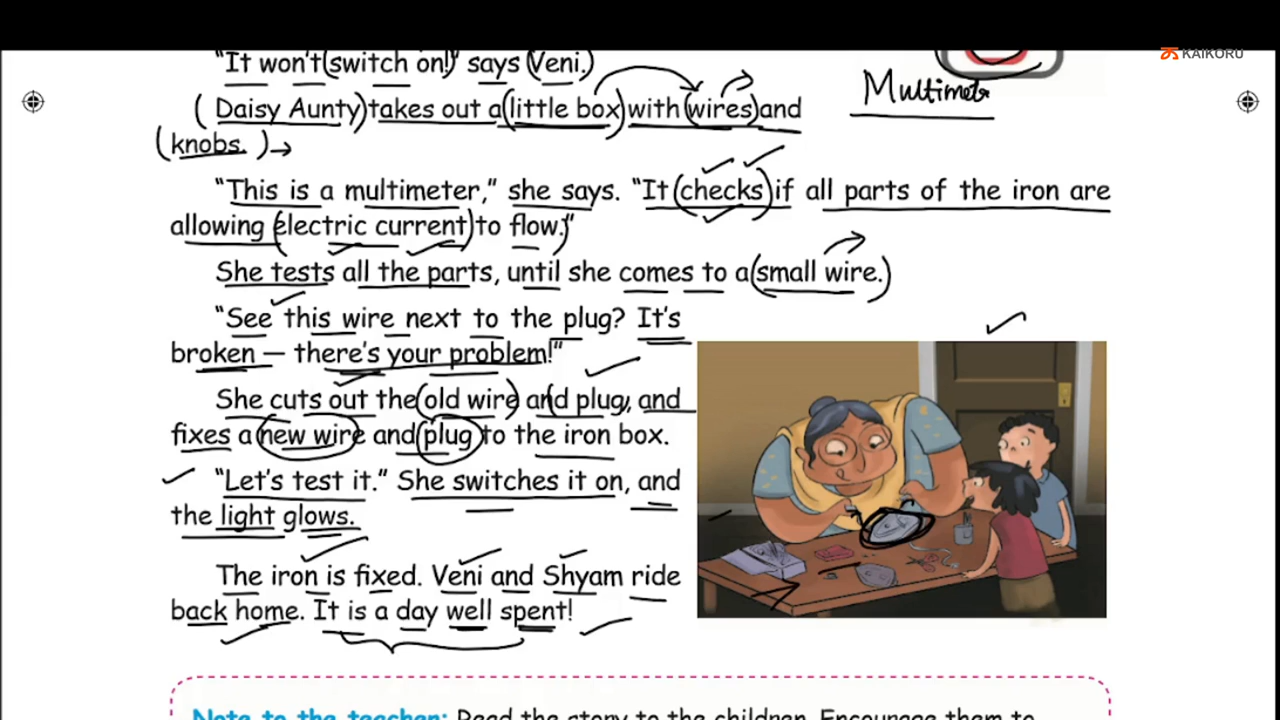 KAIKORU
"It won't switch on!" says Veni.
Multimeter
Daisy Aunty takes out a little box with wires and
knobs.
"This is a multimeter," she says. "It checks if all parts of the iron are
allowing electric current to flow."
She tests all the parts, until she comes to a small wire.
"See this wire next to the plug? It's
broken — there's your problem!"
She cuts out the old wire and plug, and
fixes a new wire and plug to the iron box.
"Let's test it." She switches it on, and
the light glows.
The iron is fixed. Veni and Shyam ride
back home. It is a day well spent!
Note to the teacher: Read the story to the children. Encourage them to